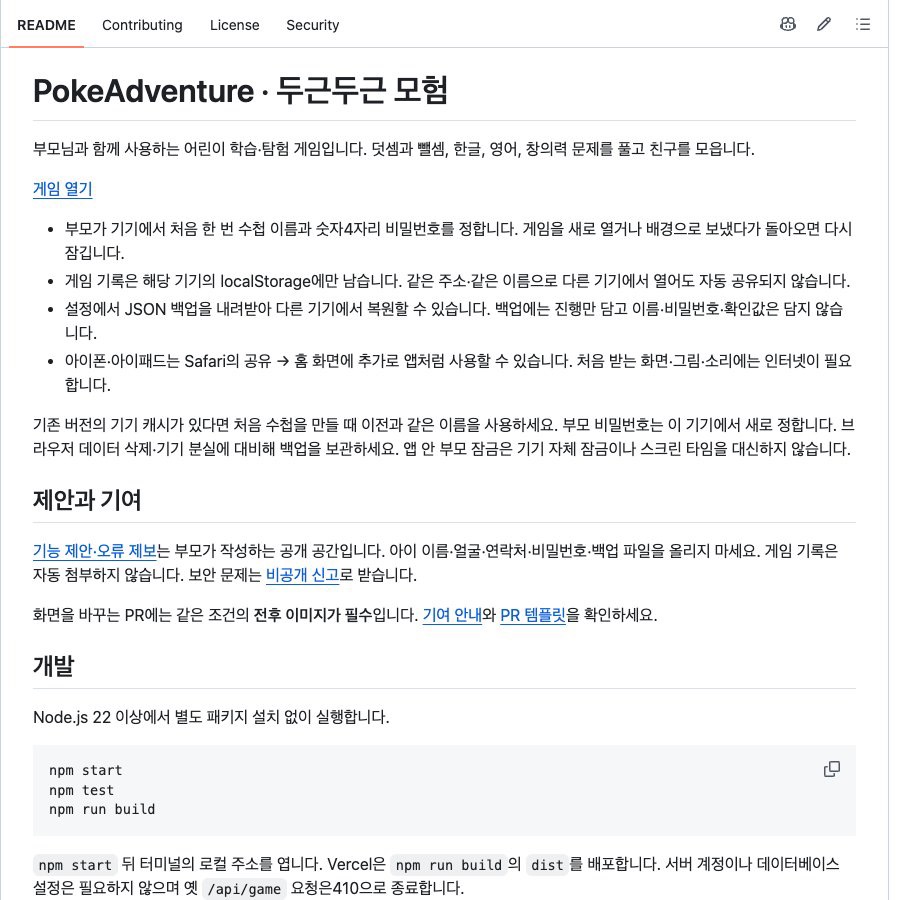 README Contributing License Security
PokeAdventure · 두근두근 모험
부모님과 함께 사용하는 어린이 학습·탐험 게임입니다. 덧셈과 뺄셈, 한글, 영어, 창의력 문제를 풀고 친구를 모읍니다.
게임 열기
• 부모가 기기에서 처음 한 번 수첩 이름과 숫자4자리 비밀번호를 정합니다. 게임을 새로 열거나 배경으로 보냈다가 돌아오면 다시
잠깁니다.
• 게임 기록은 해당 기기의 localStorage에만 남습니다. 같은 주소·같은 이름으로 다른 기기에서 열어도 자동 공유되지 않습니다.
• 설정에서 JSON 백업을 내려받아 다른 기기에서 복원할 수 있습니다. 백업에는 진행만 담고 이름·비밀번호·확인값은 담지 않습
니다.
• 아이폰·아이패드는 Safari의 공유 → 홈 화면에 추가로 앱처럼 사용할 수 있습니다. 처음 받는 화면·그림·소리에는 인터넷이 필요
합니다.
기존 버전의 기기 캐시가 있다면 처음 수첩을 만들 때 이전과 같은 이름을 사용하세요. 부모 비밀번호는 이 기기에서 새로 정합니다. 브
라우저 데이터 삭제·기기 분실에 대비해 백업을 보관하세요. 앱 안 부모 잠금은 기기 자체 잠금이나 스크린 타임을 대신하지 않습니다.
제안과 기여
기능 제안·오류 제보는 부모가 작성하는 공개 공간입니다. 아이 이름·얼굴·연락처·비밀번호·백업 파일을 올리지 마세요. 게임 기록은
자동 첨부하지 않습니다. 보안 문제는 비공개 신고로 받습니다.
화면을 바꾸는 PR에는 같은 조건의 전후 이미지가 필수입니다. 기여 안내와 PR 템플릿을 확인하세요.
개발
Node.js 22 이상에서 별도 패키지 설치 없이 실행합니다.
npm start
npm test
npm run build
npm start 뒤 터미널의 로컬 주소를 엽니다. Vercel은 npm run build 의 dist 를 배포합니다. 서버 계정이나 데이터베이스
설정은 필요하지 않으며 옛 /api/game 요청은410으로 종료합니다.